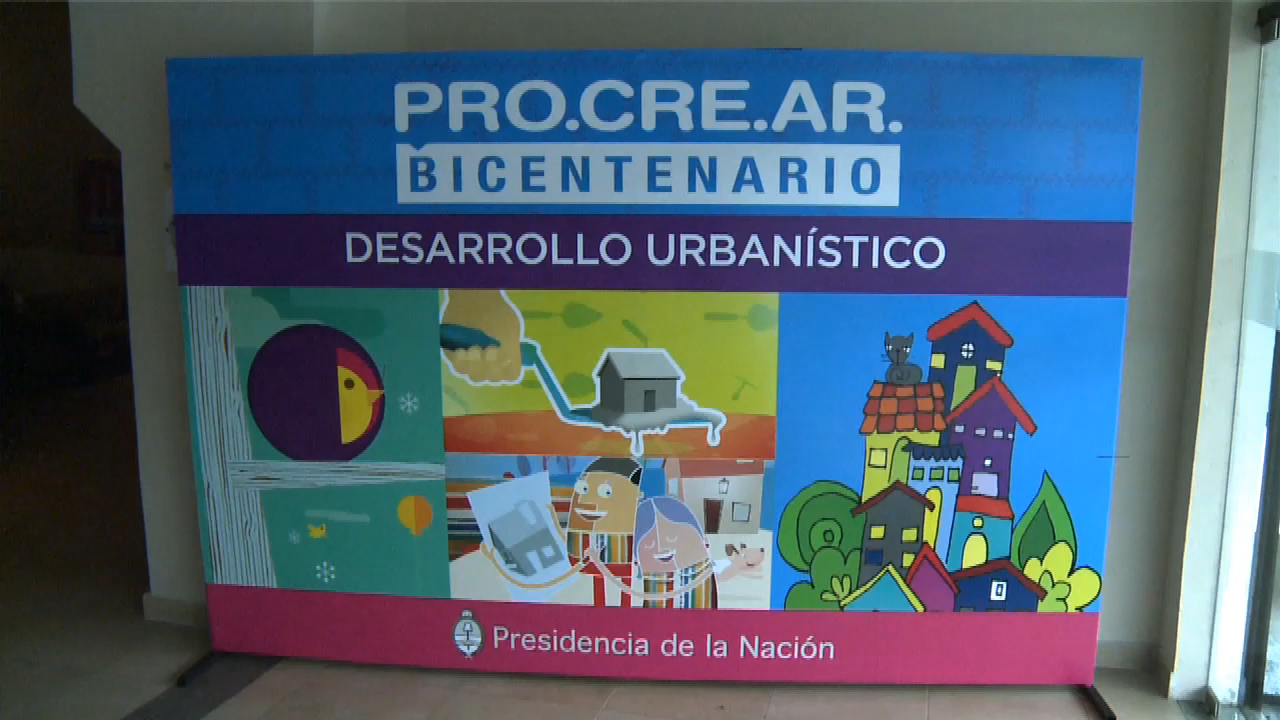 PRO.CRE.AR.
BICENTENARIO
DESARROLLO URBANÍSTICO
Presidencia de la Nación